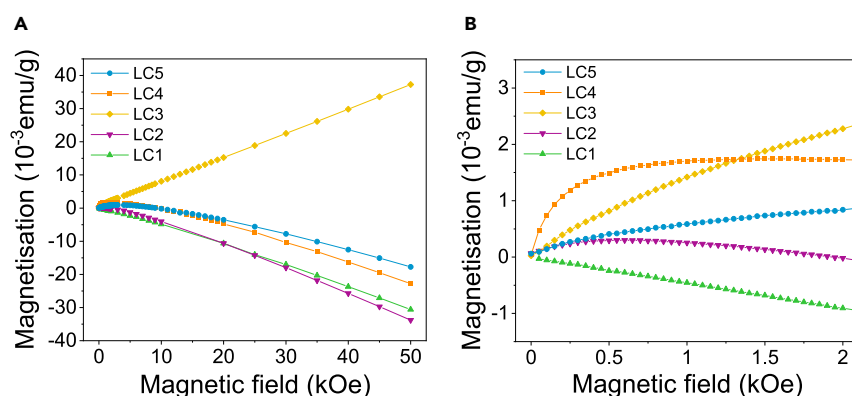 A
Magnetisation (10⁻³emu/g)
40
30
20
10
0
-10
-20
-30
-40
LC5
LC4
LC3
LC2
LC1
0
10
20
30
40
50
Magnetic field (kOe)
B
Magnetisation (10⁻³emu/g)
3
2
1
0
-1
LC5
LC4
LC3
LC2
LC1
0
0.5
1
1.5
2
Magnetic field (kOe)